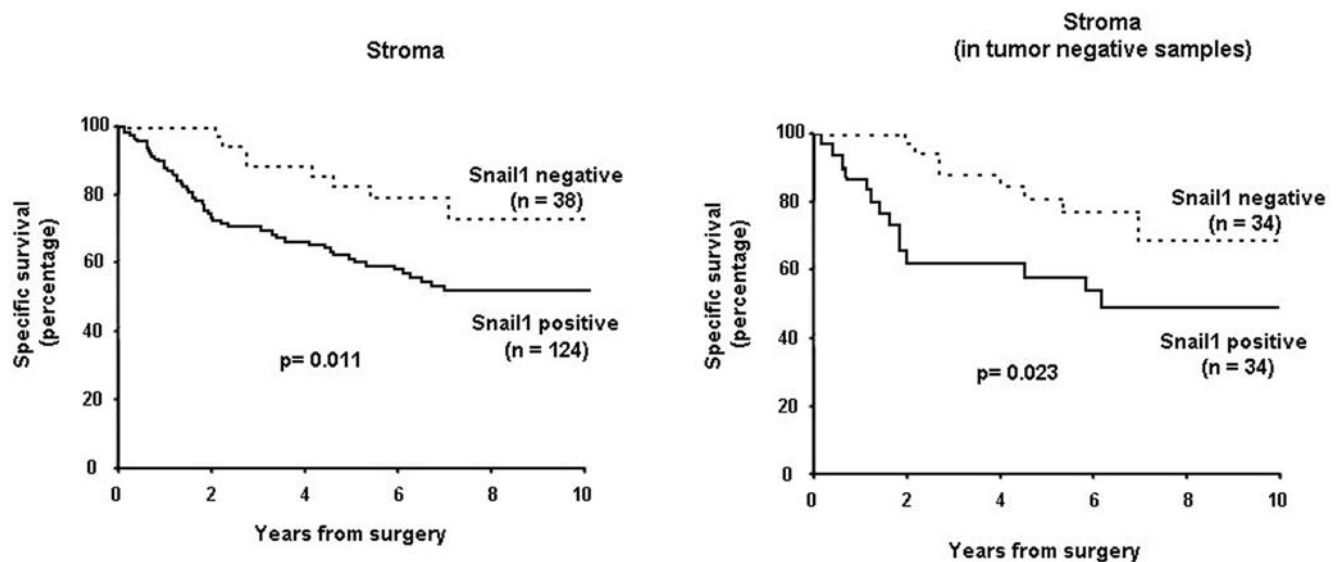 Stroma
Specific survival
(percentage)
100
80
60
40
20
0
0 2 4 6 8 10
Years from surgery
Snail1 negative
(n = 38)
Snail1 positive
(n = 124)
p= 0.011
Stroma
(in tumor negative samples)
Specific survival
(percentage)
100
80
60
40
20
0
0 2 4 6 8 10
Years from surgery
Snail1 negative
(n = 34)
Snail1 positive
(n = 34)
p= 0.023